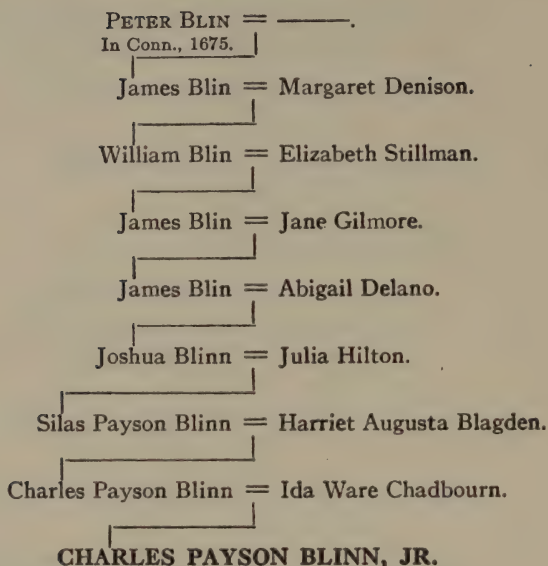 PETER BLIN = ———.
In Conn., 1675.
James Blin = Margaret Denison.
William Blin = Elizabeth Stillman.
James Blin = Jane Gilmore.
James Blin = Abigail Delano.
Joshua Blinn = Julia Hilton.
Silas Payson Blinn = Harriet Augusta Blagden.
Charles Payson Blinn = Ida Ware Chadbourn.
CHARLES PAYSON BLINN, JR.